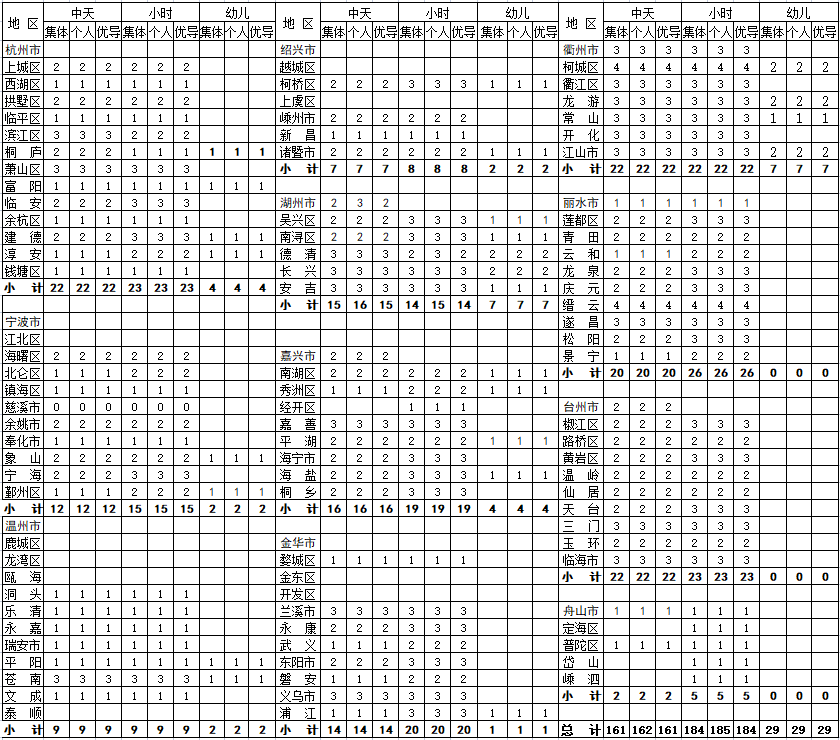 地 区 中天 小时 幼儿
集体 个人 优导 集体 个人 优导 集体 个人 优导
杭州市
上城区 2 2 2 2 2 2
西湖区 1 1 1 1 1 1
拱墅区 2 2 2 2 2 2
临平区 1 1 1 1 1 1
滨江区 3 3 3 2 2 2
桐 庐 2 2 2 1 1 1 1 1 1
萧山区 3 3 3 3 3 3
富 阳 1 1 1 1 1 1 1 1 1
临 安 2 2 2 3 3 3
余杭区 1 1 1 1 1 1
建 德 2 2 2 3 3 3 1 1 1
淳 安 1 1 1 2 2 2 1 1 1
钱塘区 1 1 1 1 1 1
小 计 22 22 22 23 23 23 4 4 4
宁波市
江北区
海曙区 2 2 2 2 2 2
北仑区 1 1 1 2 2 2
镇海区 1 1 1 1 1 1
慈溪市 0 0 0 0 0 0
余姚市 2 2 2 2 2 2
奉化市 1 1 1 1 1 1
象 山 2 2 2 2 2 2 1 1 1
宁 海 2 2 2 3 3 3
鄞州区 1 1 1 2 2 2 1 1 1
小 计 12 12 12 15 15 15 2 2 2
温州市
鹿城区
龙湾区
瓯 海
洞 头 1 1 1 1 1 1
乐 清 1 1 1 1 1 1
永 嘉 1 1 1 1 1 1
瑞安市 1 1 1 1 1 1
平 阳 1 1 1 1 1 1 1 1 1
苍 南 3 3 3 3 3 3 1 1 1
文 成 1 1 1 1 1 1
泰 顺
小 计 9 9 9 9 9 9 2 2 2
地 区 中天 小时 幼儿
集体 个人 优导 集体 个人 优导 集体 个人 优导
绍兴市
越城区
柯桥区 2 2 2 3 3 3 1 1 1
上虞区
嵊州市 2 2 2 2 2 2
新 昌 1 1 1 1 1 1
诸暨市 2 2 2 2 2 2 1 1 1
小 计 7 7 7 8 8 8 2 2 2
湖州市 2 3 2
吴兴区 2 2 2 3 3 3 1 1 1
南浔区 2 2 2 3 3 3 1 1 1
德 清 3 3 3 2 3 2 2 2 2
长 兴 3 3 3 3 3 3 2 2 2
安 吉 3 3 3 3 3 3 1 1 1
小 计 15 16 15 14 15 14 7 7 7
嘉兴市 2 2 2
南湖区 2 2 2 2 2 2 1 1 1
秀洲区 1 1 1 2 2 2 1 1 1
经开区 1 1 1
嘉 善 3 3 3 3 3 3
平 湖 2 2 2 2 2 2 1 1 1
海宁市 2 2 2 3 3 3
海 盐 2 2 2 3 3 3 1 1 1
桐 乡 2 2 2 3 3 3
小 计 16 16 16 19 19 19 4 4 4
金华市
婺城区 1 1 1 1 1 1
金东区
开发区
兰溪市 3 3 3 3 3 3
永 康 2 2 2 3 3 3
武 义 1 1 1 2 2 2
东阳市 2 2 2 3 3 3
磐 安 1 1 1 2 2 2
义乌市 3 3 3 3 3 3
浦 江 1 1 1 3 3 3 1 1 1
小 计 14 14 14 20 20 20 1 1 1
地 区 中天 小时 幼儿
集体 个人 优导 集体 个人 优导 集体 个人 优导
衢州市 3 3 3 3 3 3
柯城区 4 4 4 4 4 4 2 2 2
衢江区 3 3 3 3 3 3
龙 游 3 3 3 3 3 3 2 2 2
常 山 3 3 3 3 3 3 1 1 1
开 化 3 3 3 3 3 3
江山市 3 3 3 3 3 3 2 2 2
小 计 22 22 22 22 22 22 7 7 7
丽水市 1 1 1 1 1 1
莲都区 2 2 2 3 3 3
青 田 2 2 2 2 2 2
云 和 1 1 1 2 2 2
龙 泉 2 2 2 3 3 3
庆 元 2 2 2 3 3 3
缙 云 4 4 4 4 4 4
遂 昌 3 3 3 3 3 3
松 阳 2 2 2 3 3 3
景 宁 1 1 1 2 2 2
小 计 20 20 20 26 26 26 0 0 0
台州市 2 2 2
椒江区 2 2 2 3 3 3
路桥区 2 2 2 2 2 2
黄岩区 2 2 2 3 3 3
温 岭 2 2 2 2 2 2
仙 居 2 2 2 2 2 2
天 台 2 2 2 3 3 3
三 门 3 3 3 3 3 3
玉 环 2 2 2 2 2 2
临海市 3 3 3 3 3 3
小 计 22 22 22 23 23 23 0 0 0
舟山市 1 1 1 1 1 1
定海区 1 1 1
普陀区 1 1 1 1 1 1
岱 山 1 1 1
嵊 泗 1 1 1
小 计 2 2 2 5 5 5 0 0 0
总 计 161 162 161 184 185 184 29 29 29